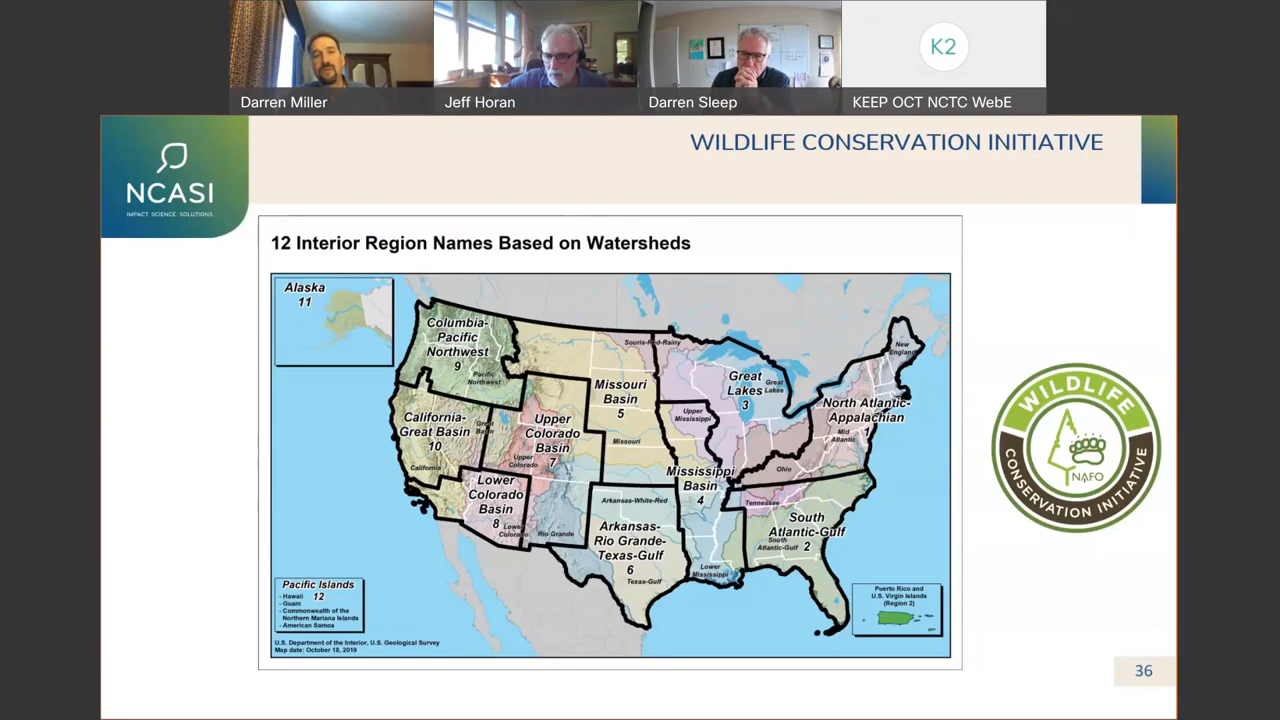 K2
Darren Miller
Jeff Horan
Darren Sleep
KEEP OCT NCTC WebE
NCASI
IMPACT. SCIENCE. SOLUTIONS.
WILDLIFE CONSERVATION INITIATIVE
12 Interior Region Names Based on Watersheds
Alaska
11
Columbia-
Pacific
Northwest
9
Pacific
Northwest
Souris-Red-Rainy
Missouri
Basin
5
Missouri
Great
Lakes
3
Great
Lakes
New
England
North Atlantic-
Appalachian
1
Mid
Atlantic
California-
Great Basin
10
Great
Basin
California
Upper
Colorado
Basin
7
Upper
Colorado
Upper
Mississippi
Ohio
Mississippi
Basin
4
Lower
Colorado
Basin
8
Lower
Colorado
Rio Grande
Arkansas-White-Red
Arkansas-
Rio Grande-
Texas-Gulf
6
Texas-Gulf
Tennessee
South
Atlantic-Gulf
2
South
Atlantic-Gulf
Lower
Mississippi
Pacific Islands
12
- Hawaii
- Guam
- Commonwealth of the
Northern Mariana Islands
- American Samoa
Puerto Rico and
U.S. Virgin Islands
(Region 2)
U.S. Department of the Interior, U.S. Geological Survey
Map date: October 18, 2019
WILDLIFE
NAFO
CONSERVATION INITIATIVE
36